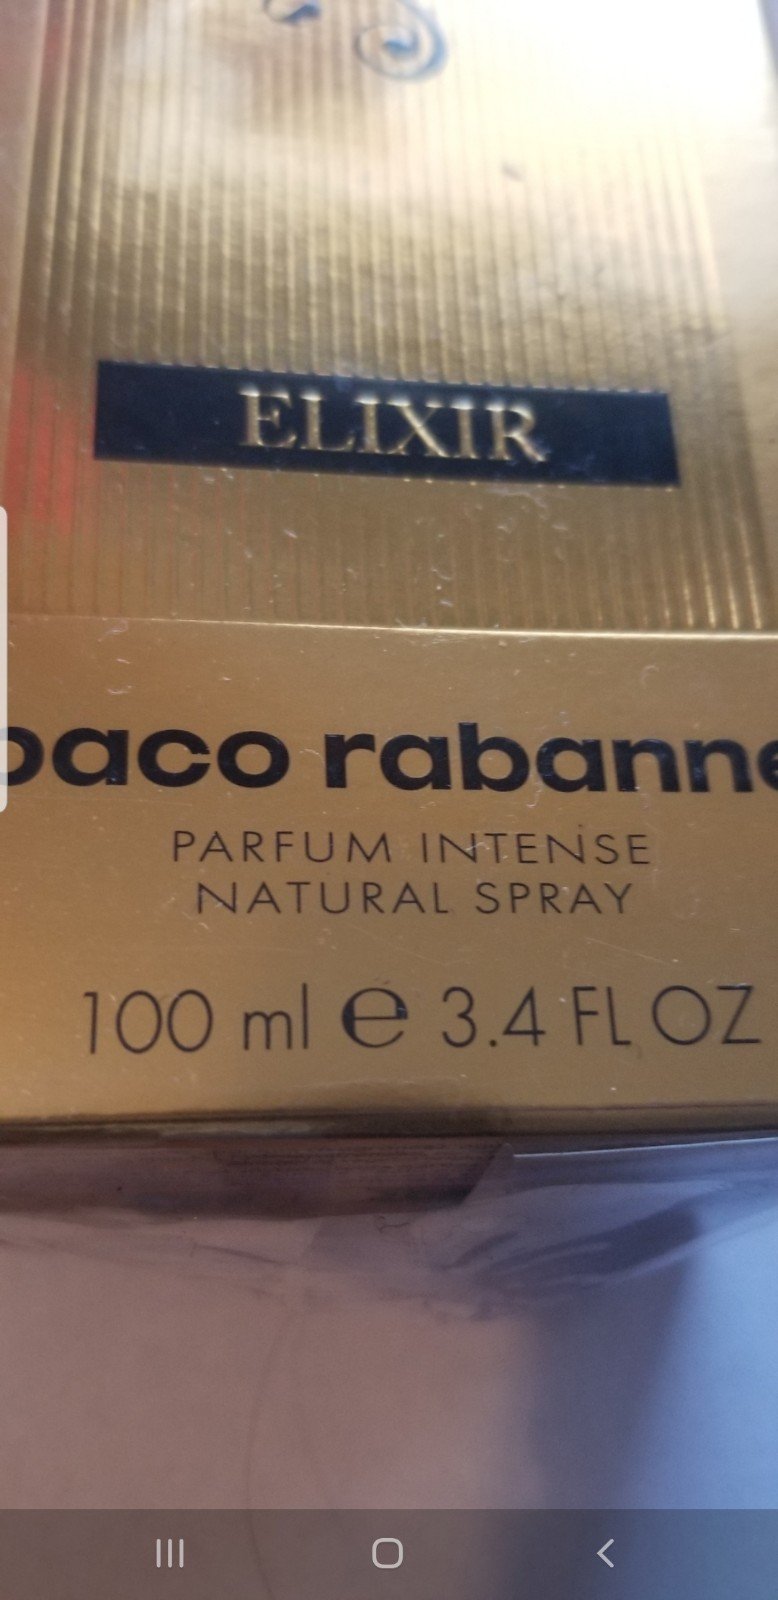 ELIXIR
paco rabanne
PARFUM INTENSE
NATURAL SPRAY
100 ml e 3.4 FL OZ